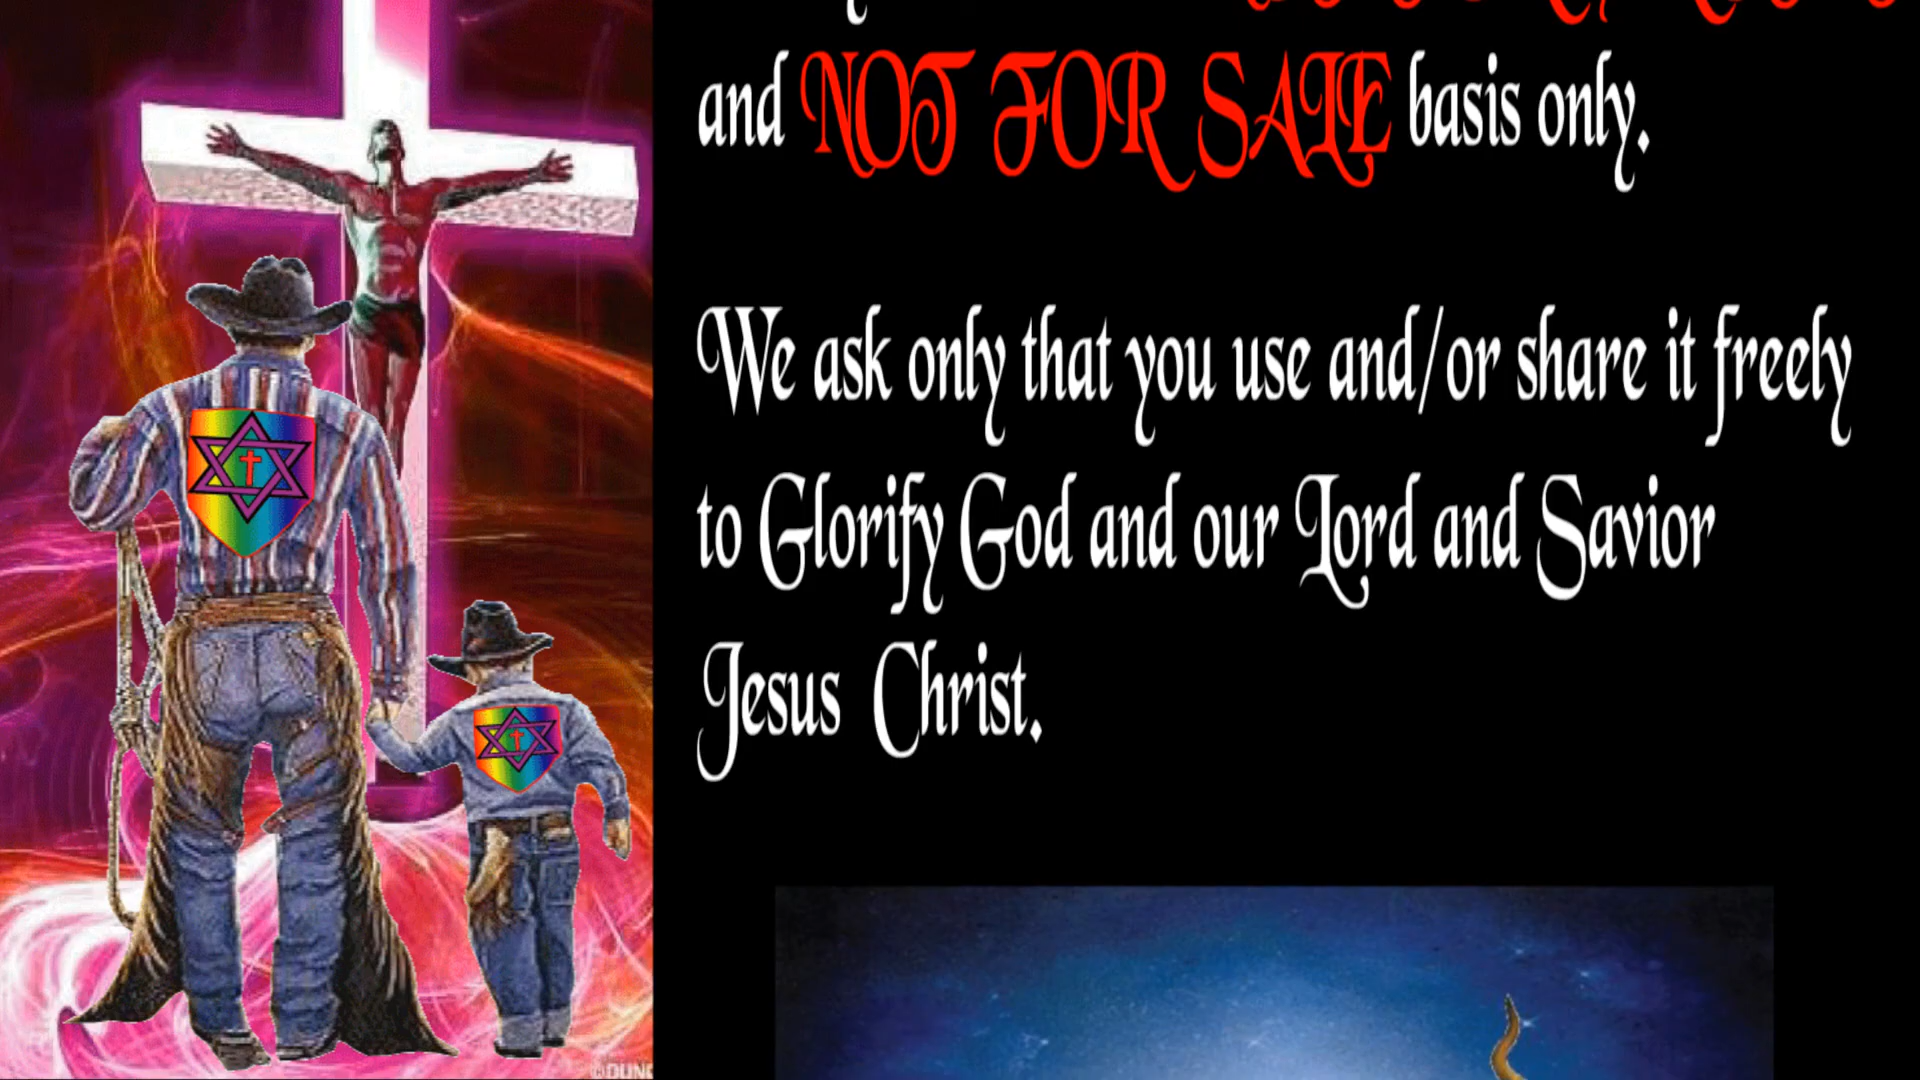 and NOT FOR SALE basis only.
We ask only that you use and/or share it freely
to Glorify God and our Lord and Savior
Jesus Christ.